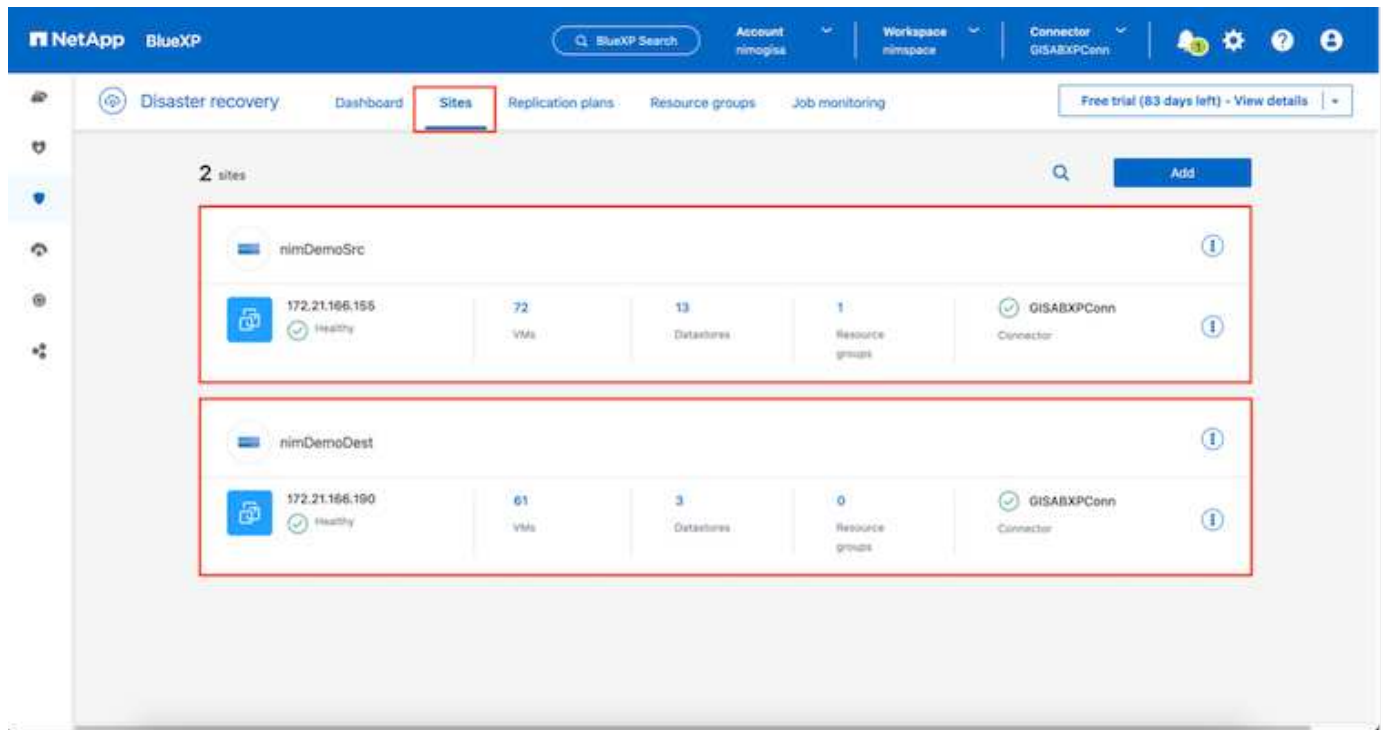 NetApp BlueXP
BlueXP Search
Account
nimogisa
Workspace
nimspace
Connector
GISABXPConn
1
Disaster recovery
Dashboard
Sites
Replication plans
Resource groups
Job monitoring
Free trial (83 days left) - View details
2 sites
Add
nimDemoSrc
172.21.166.155
Healthy
72
VMs
13
Datastores
1
Resource
groups
GISABXPConn
Connector
nimDemoDest
172.21.166.190
Healthy
61
VMs
3
Datastores
0
Resource
groups
GISABXPConn
Connector